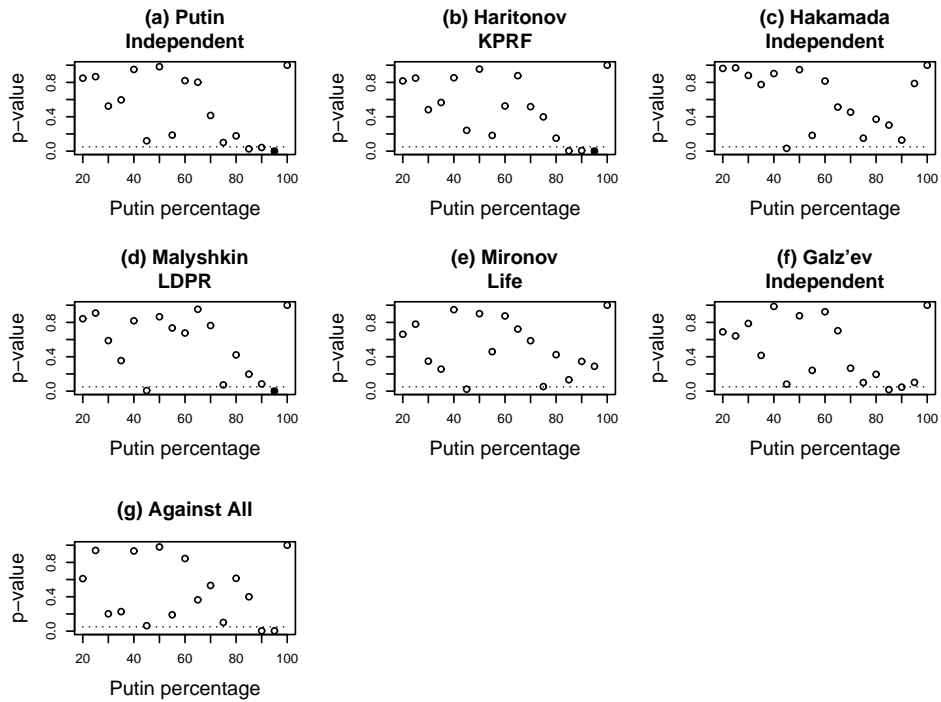 (a) Putin
Independent
p−value
0.0 0.4 0.8
20 40 60 80 100
Putin percentage
(b) Haritonov
KPRF
p−value
0.0 0.4 0.8
20 40 60 80 100
Putin percentage
(c) Hakamada
Independent
p−value
0.0 0.4 0.8
20 40 60 80 100
Putin percentage
(d) Malyshkin
LDPR
p−value
0.0 0.4 0.8
20 40 60 80 100
Putin percentage
(e) Mironov
Life
p−value
0.0 0.4 0.8
20 40 60 80 100
Putin percentage
(f) Galz’ev
Independent
p−value
0.0 0.4 0.8
20 40 60 80 100
Putin percentage
(g) Against All
p−value
0.0 0.4 0.8
20 40 60 80 100
Putin percentage